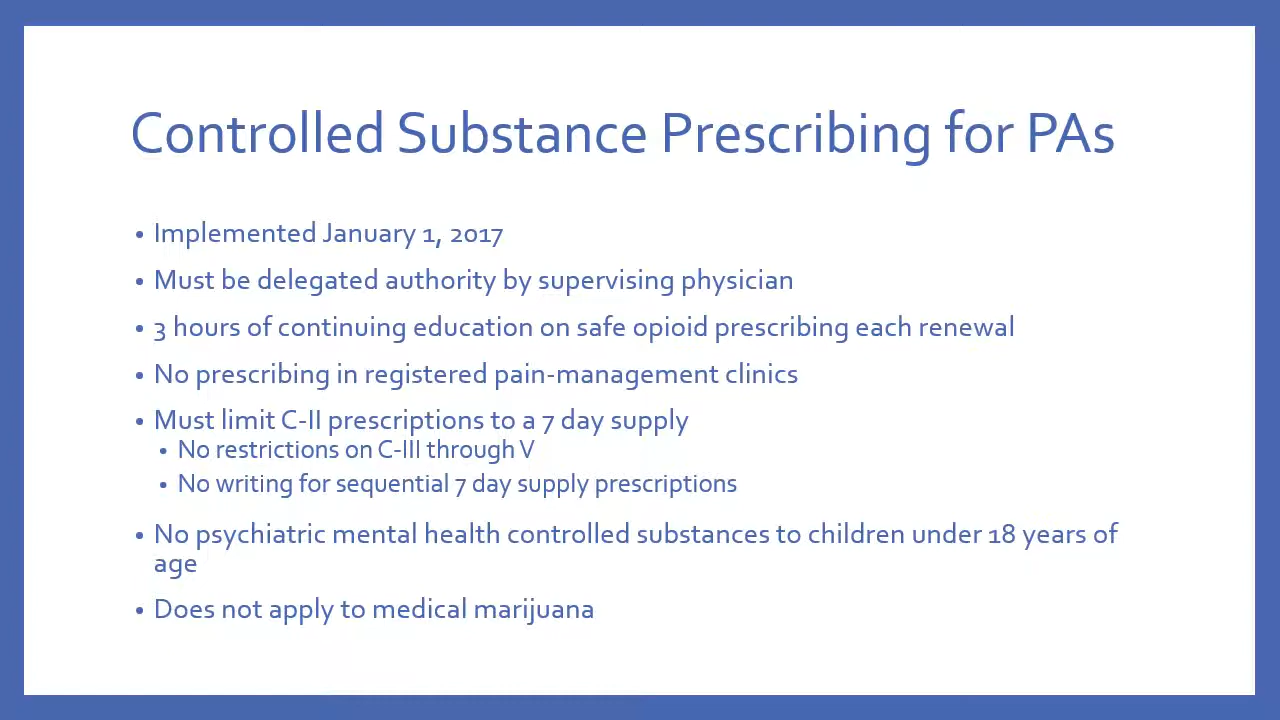 Controlled Substance Prescribing for PAs
• Implemented January 1, 2017
• Must be delegated authority by supervising physician
• 3 hours of continuing education on safe opioid prescribing each renewal
• No prescribing in registered pain-management clinics
• Must limit C-II prescriptions to a 7 day supply
• No restrictions on C-III through V
• No writing for sequential 7 day supply prescriptions
• No psychiatric mental health controlled substances to children under 18 years of
age
• Does not apply to medical marijuana